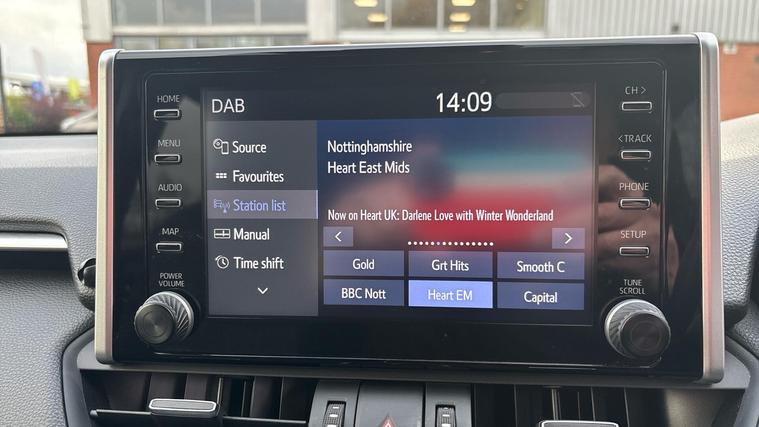 DAB
14:09
HOME
MENU
AUDIO
MAP
POWER
VOLUME
Source
Favourites
Station list
Manual
Time shift
Nottinghamshire
Heart East Mids
Now on Heart UK: Darlene Love with Winter Wonderland
< >
Gold Grt Hits Smooth C
BBC Nott Heart EM Capital
CH >
< TRACK
PHONE
SETUP
TUNE
SCROLL